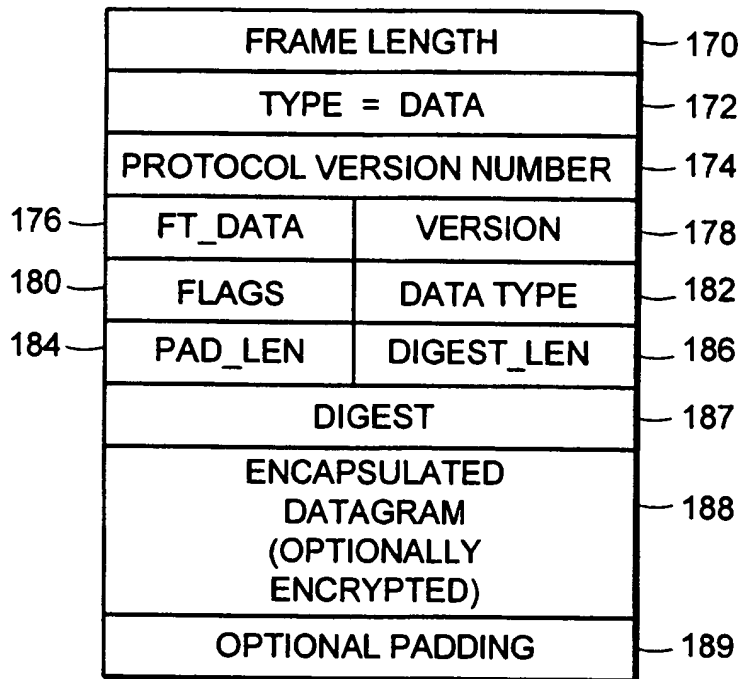 FRAME LENGTH 170
TYPE = DATA 172
PROTOCOL VERSION NUMBER 174
176 FT_DATA VERSION 178
180 FLAGS DATA TYPE 182
184 PAD_LEN DIGEST_LEN 186
DIGEST 187
ENCAPSULATED
DATAGRAM 188
(OPTIONALLY
ENCRYPTED)
OPTIONAL PADDING 189